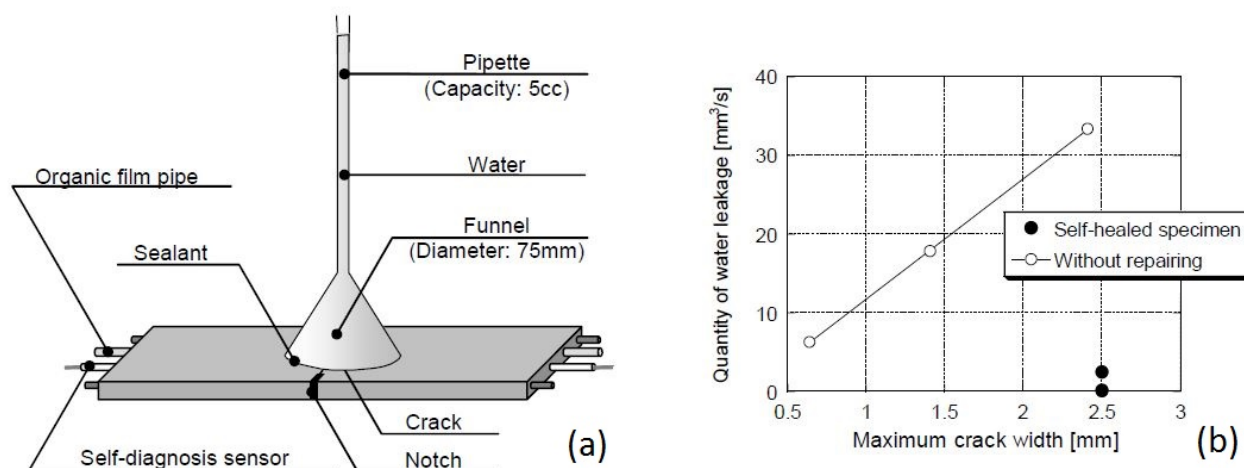 Pipette
(Capacity: 5cc)
Water
Organic film pipe
Funnel
(Diameter: 75mm)
Sealant
Crack
Self-diagnosis sensor
Notch
(a)
Quantity of water leakage [mm³/s]
40
30
20
10
0
Self-healed specimen
Without repairing
0.5 1 1.5 2 2.5 3
Maximum crack width [mm]
(b)